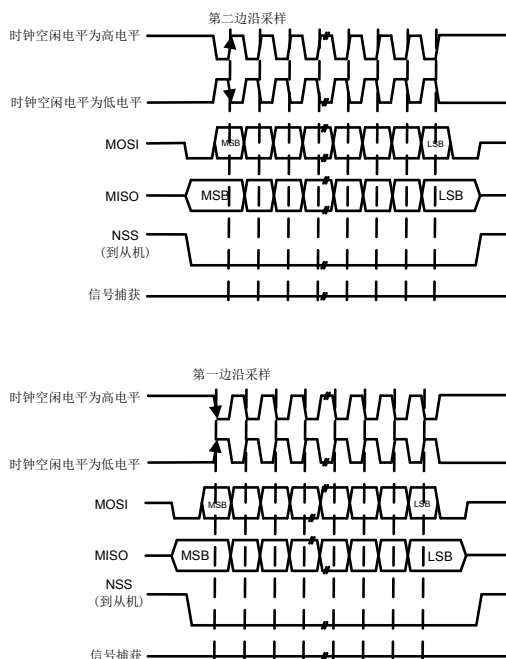 第二边沿采样
时钟空闲电平为高电平
时钟空闲电平为低电平
MOSI
MSB
LSB
MISO
MSB
LSB
NSS
(到从机)
信号捕获
第一边沿采样
时钟空闲电平为高电平
时钟空闲电平为低电平
MOSI
MSB
LSB
MISO
MSB
LSB
NSS
(到从机)
信号捕获